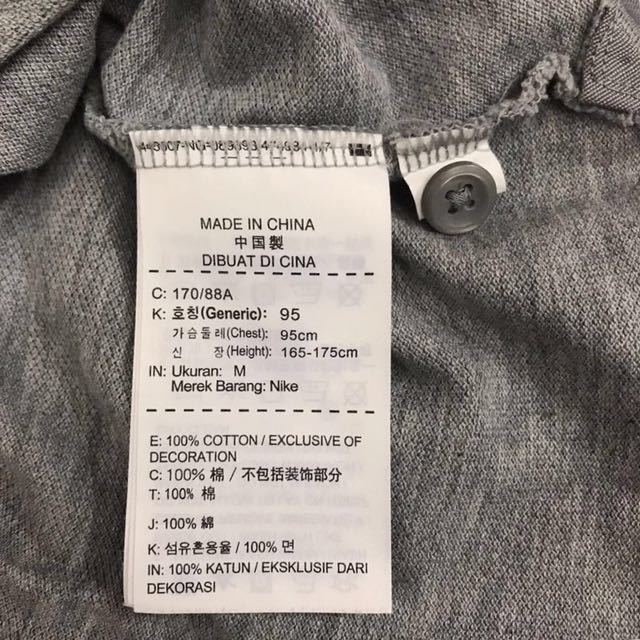 MADE IN CHINA
中国製
DIBUAT DI CINA
C: 170/88A
K: 호칭(Generic): 95
가슴둘레(Chest): 95cm
신 장(Height): 165-175cm
IN: Ukuran: M
Merek Barang: Nike
E: 100% COTTON / EXCLUSIVE OF
DECORATION
C: 100% 棉 / 不包括装饰部分
T: 100% 棉
J: 100% 綿
K: 섬유혼용율 / 100% 면
IN: 100% KATUN / EKSKLUSIF DARI
DEKORASI